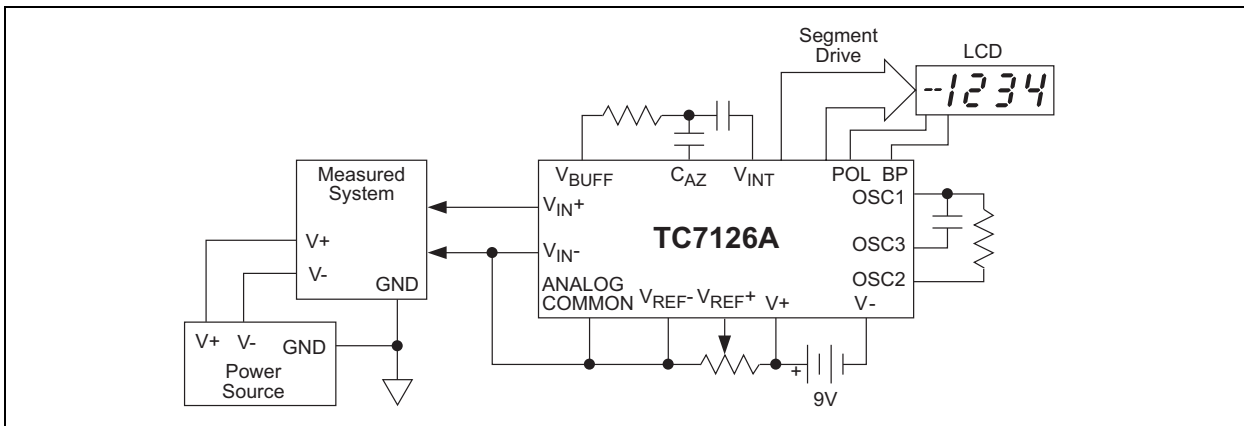 Segment
Drive
LCD
--1234
VBUFF
CAZ
VINT
POL
BP
Measured
System
V+
V-
GND
VIN+
VIN-
TC7126A
OSC1
OSC3
OSC2
ANALOG
COMMON
VREF-
VREF+
V+
V-
V+
V-
GND
Power
Source
+
9V